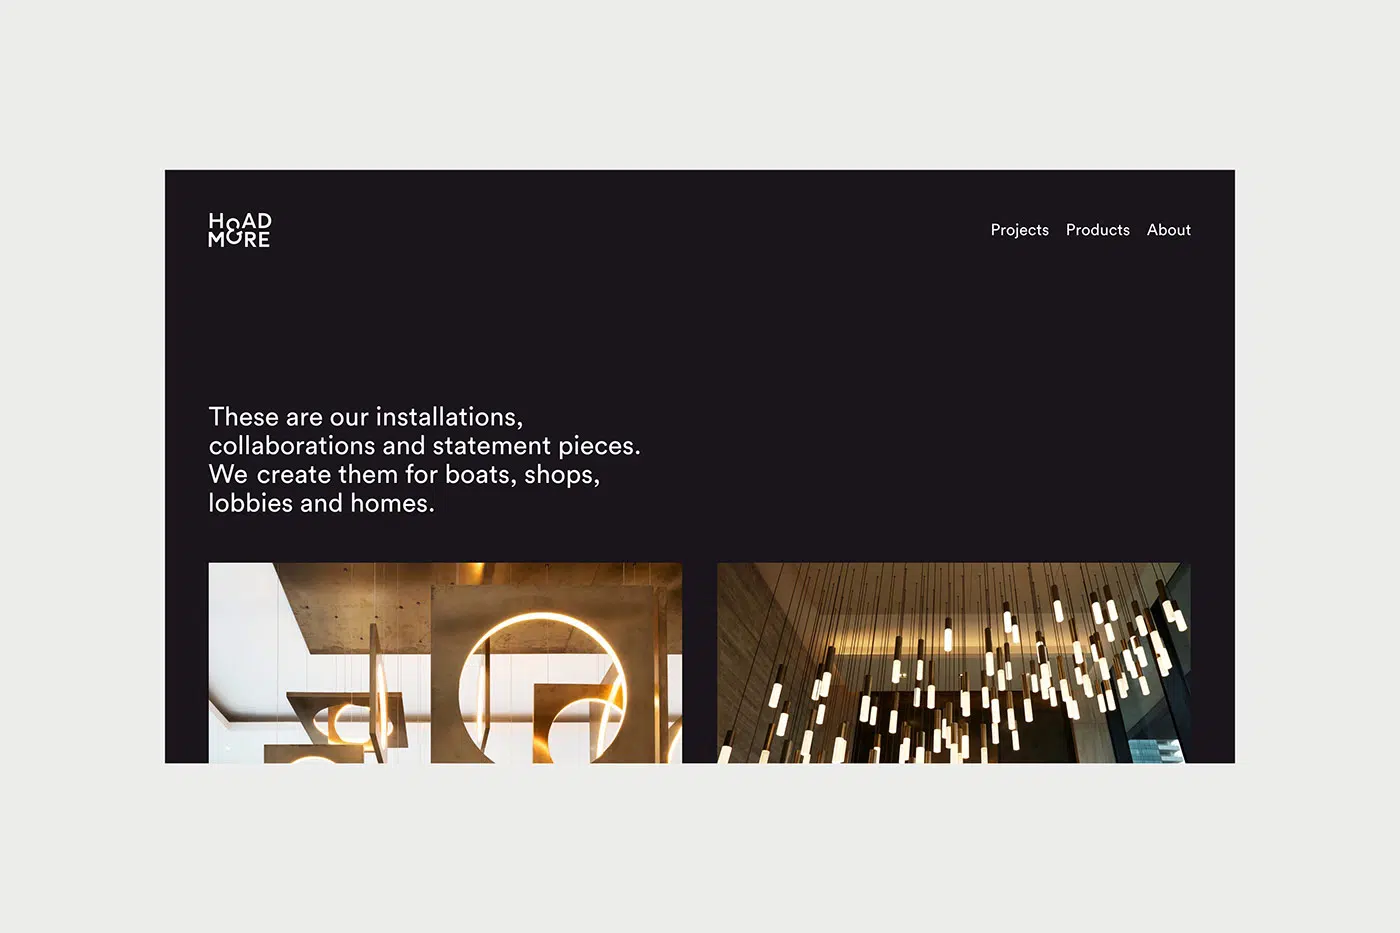 HOAD
M&RE
Projects Products About
These are our installations,
collaborations and statement pieces.
We create them for boats, shops,
lobbies and homes.